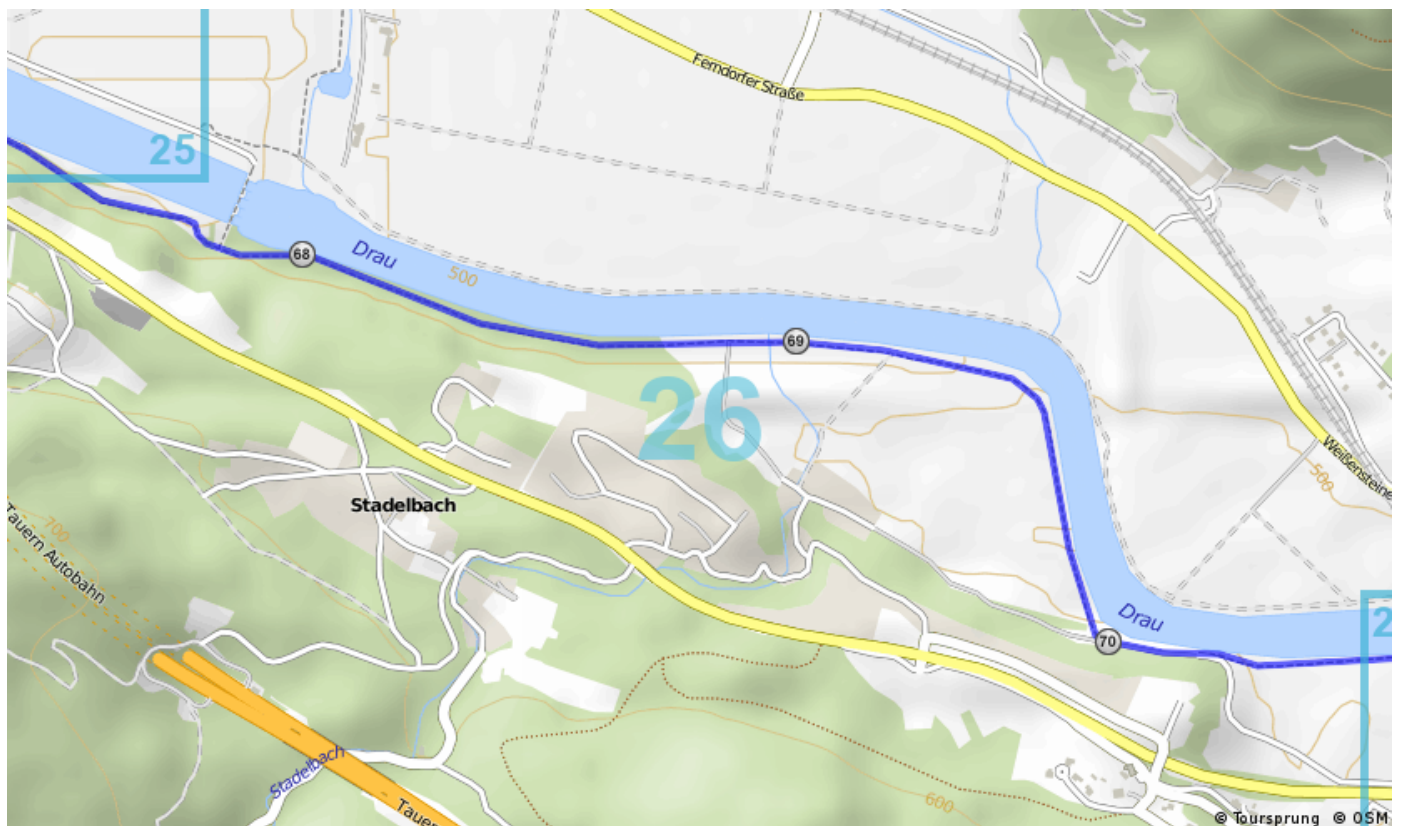 Ferndorfer Straße
25
68
Drau
500
69
26
Weißensteine
500
Stadelbach
700
Tauern Autobahn
Drau
2
70
Stadelbach
600
Tauer
© Toursprung © OSM